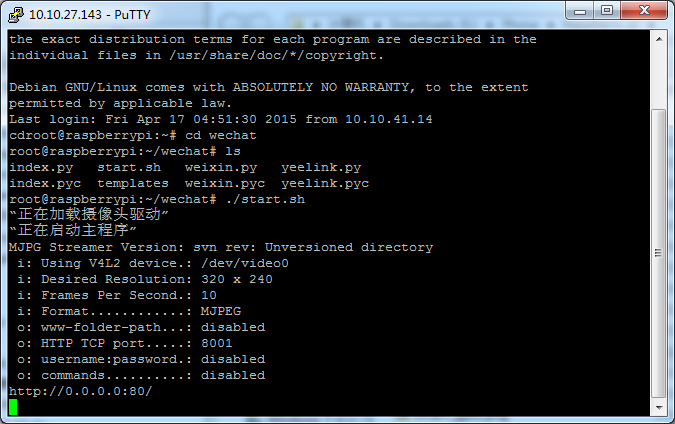 10.10.27.143 - PuTTY
the exact distribution terms for each program are described in the
individual files in /usr/share/doc/*/copyright.
Debian GNU/Linux comes with ABSOLUTELY NO WARRANTY, to the extent
permitted by applicable law.
Last login: Fri Apr 17 04:51:30 2015 from 10.10.41.14
cdroot@raspberrypi:~# cd wechat
root@raspberrypi:~/wechat# ls
index.py   start.sh   weixin.py   yeelink.py
index.pyc  templates  weixin.pyc  yeelink.pyc
root@raspberrypi:~/wechat# ./start.sh
“正在加载摄像头驱动”
“正在启动主程序”
MJPG Streamer Version: svn rev: Unversioned directory
 i: Using V4L2 device.: /dev/video0
 i: Desired Resolution: 320 x 240
 i: Frames Per Second.: 10
 i: Format............: MJPEG
 o: www-folder-path...: disabled
 o: HTTP TCP port.....: 8001
 o: username:password.: disabled
 o: commands..........: disabled
http://0.0.0.0:80/